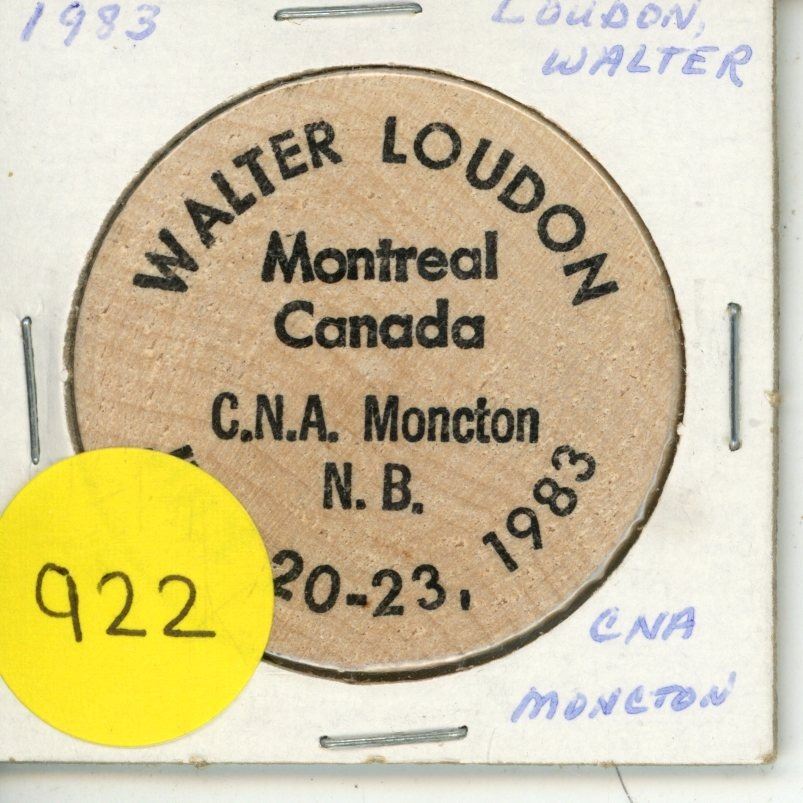 1983
LOUDON,
WALTER
WALTER LOUDON
Montreal
Canada
C.N.A. Moncton
N. B.
20-23, 1983
922
CNA
MONCTON